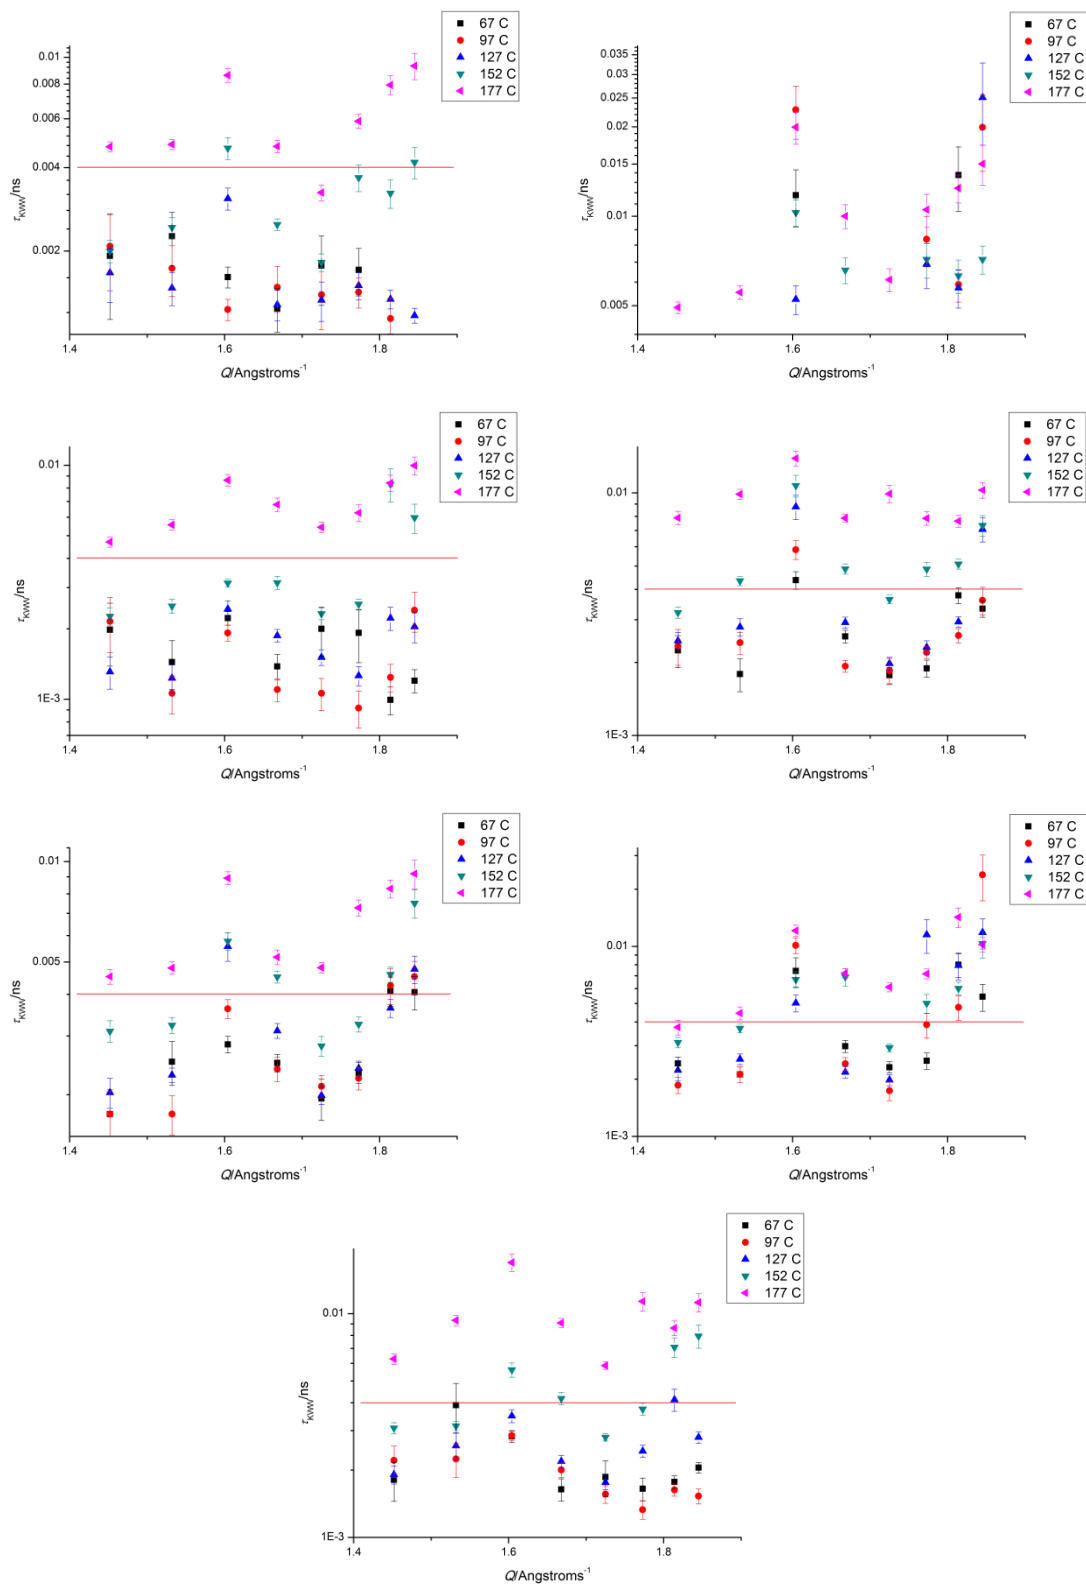 67 C
97 C
127 C
152 C
177 C
0.01
0.008
0.006
0.004
0.002
τKWW/ns
1.4 1.6 1.8
Q/Angstroms-1
67 C
97 C
127 C
152 C
177 C
0.035
0.03
0.025
0.02
0.015
0.01
0.005
τKWW/ns
1.4 1.6 1.8
Q/Angstroms-1
67 C
97 C
127 C
152 C
177 C
0.01
1E-3
τKWW/ns
1.4 1.6 1.8
Q/Angstroms-1
67 C
97 C
127 C
152 C
177 C
0.01
1E-3
τKWW/ns
1.4 1.6 1.8
Q/Angstroms-1
67 C
97 C
127 C
152 C
177 C
0.01
0.005
τKWW/ns
1.4 1.6 1.8
Q/Angstroms-1
67 C
97 C
127 C
152 C
177 C
0.01
1E-3
τKWW/ns
1.4 1.6 1.8
Q/Angstroms-1
67 C
97 C
127 C
152 C
177 C
0.01
1E-3
τKWW/ns
1.4 1.6 1.8
Q/Angstroms-1